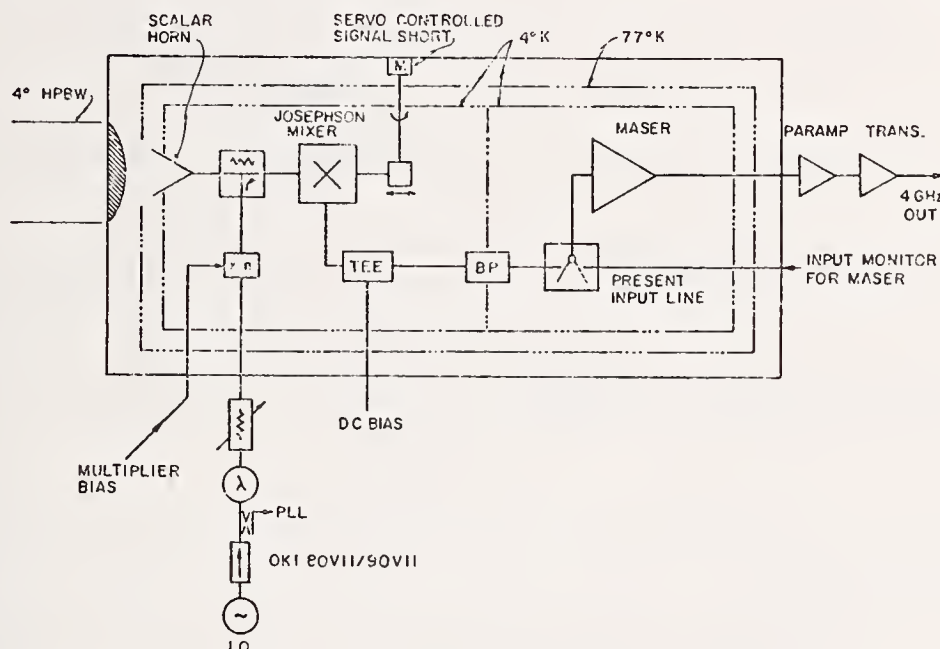 SCALAR
HORN
SERVO CONTROLLED
SIGNAL SHORT
4°K
77°K
4° HPBW
M
JOSEPHSON
MIXER
MASER
PARAMP TRANS.
4 GHz
OUT
TEE
BP
PRESENT
INPUT LINE
INPUT MONITOR
FOR MASER
DC BIAS
MULTIPLIER
BIAS
λ
PLL
~
LO